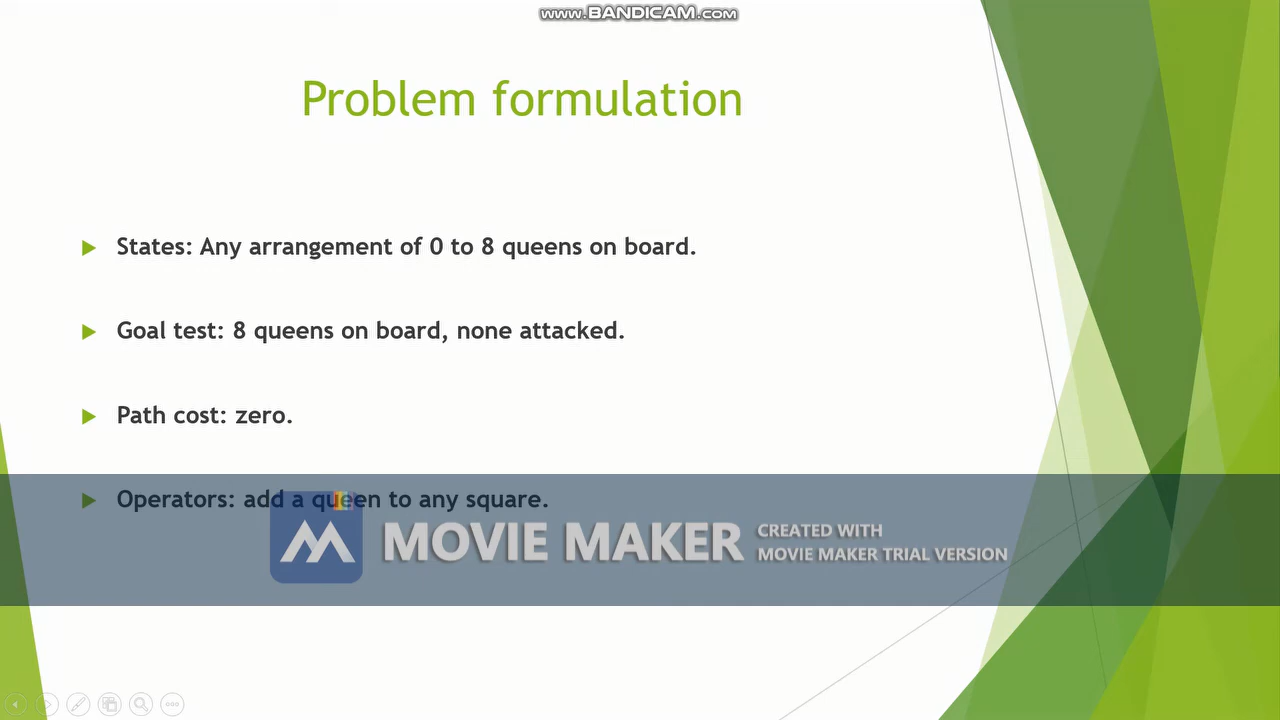 www.BANDICAM.com
Problem formulation
States: Any arrangement of 0 to 8 queens on board.
Goal test: 8 queens on board, none attacked.
Path cost: zero.
Operators: add a queen to any square.
MOVIE MAKER
CREATED WITH
MOVIE MAKER TRIAL VERSION